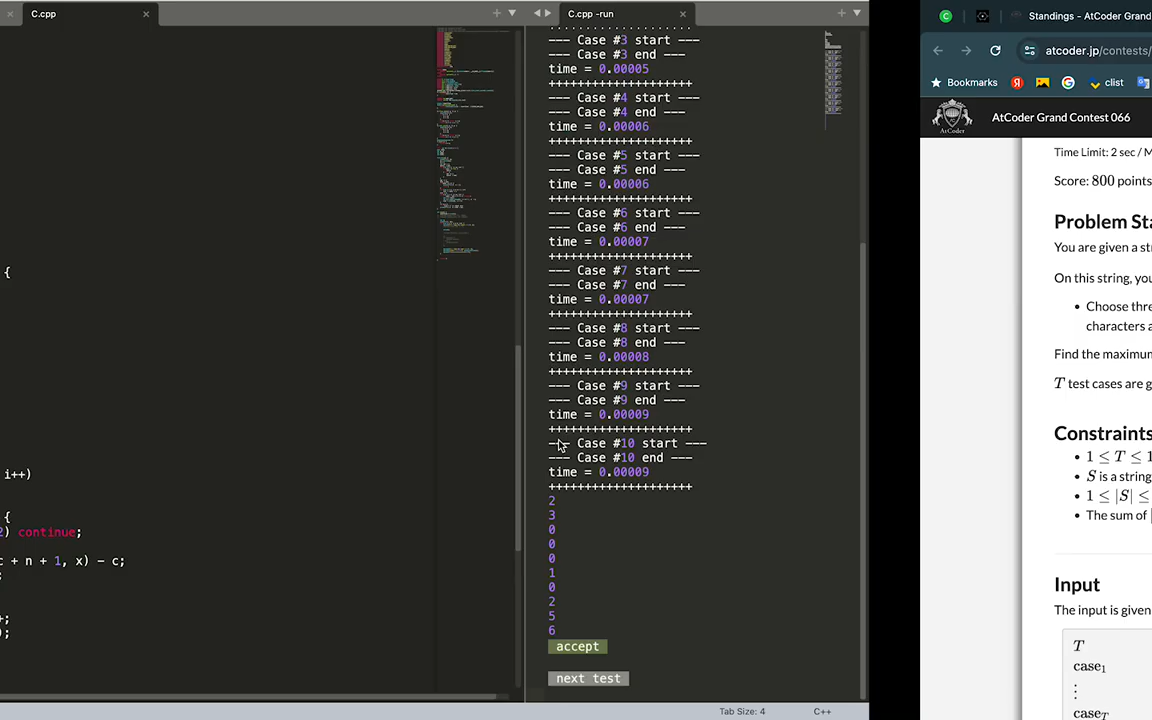 C.cpp
C.cpp -run
{
i++)
{
2) continue;
c + n + 1, x) - c;
;
+;
);
--- Case #3 start ---
--- Case #3 end ---
time = 0.00005
++++++++++++++++++++
--- Case #4 start ---
--- Case #4 end ---
time = 0.00006
++++++++++++++++++++
--- Case #5 start ---
--- Case #5 end ---
time = 0.00006
++++++++++++++++++++
--- Case #6 start ---
--- Case #6 end ---
time = 0.00007
++++++++++++++++++++
--- Case #7 start ---
--- Case #7 end ---
time = 0.00007
++++++++++++++++++++
--- Case #8 start ---
--- Case #8 end ---
time = 0.00008
++++++++++++++++++++
--- Case #9 start ---
--- Case #9 end ---
time = 0.00009
++++++++++++++++++++
--- Case #10 start ---
--- Case #10 end ---
time = 0.00009
++++++++++++++++++++
2
3
0
0
0
1
0
2
5
6
accept
next test
Tab Size: 4 C++
Standings - AtCoder Grand
atcoder.jp/contests/
Bookmarks Я clist
AtCoder
AtCoder Grand Contest 066
Time Limit: 2 sec / M
Score: 800 points
Problem Sta
You are given a str
On this string, you
• Choose thre
characters a
Find the maximum
T test cases are g
Constraints
• 1 ≤ T ≤ 1
• S is a string
• 1 ≤ |S| ≤
• The sum of |
Input
The input is given
T
case1
⋮
caseT